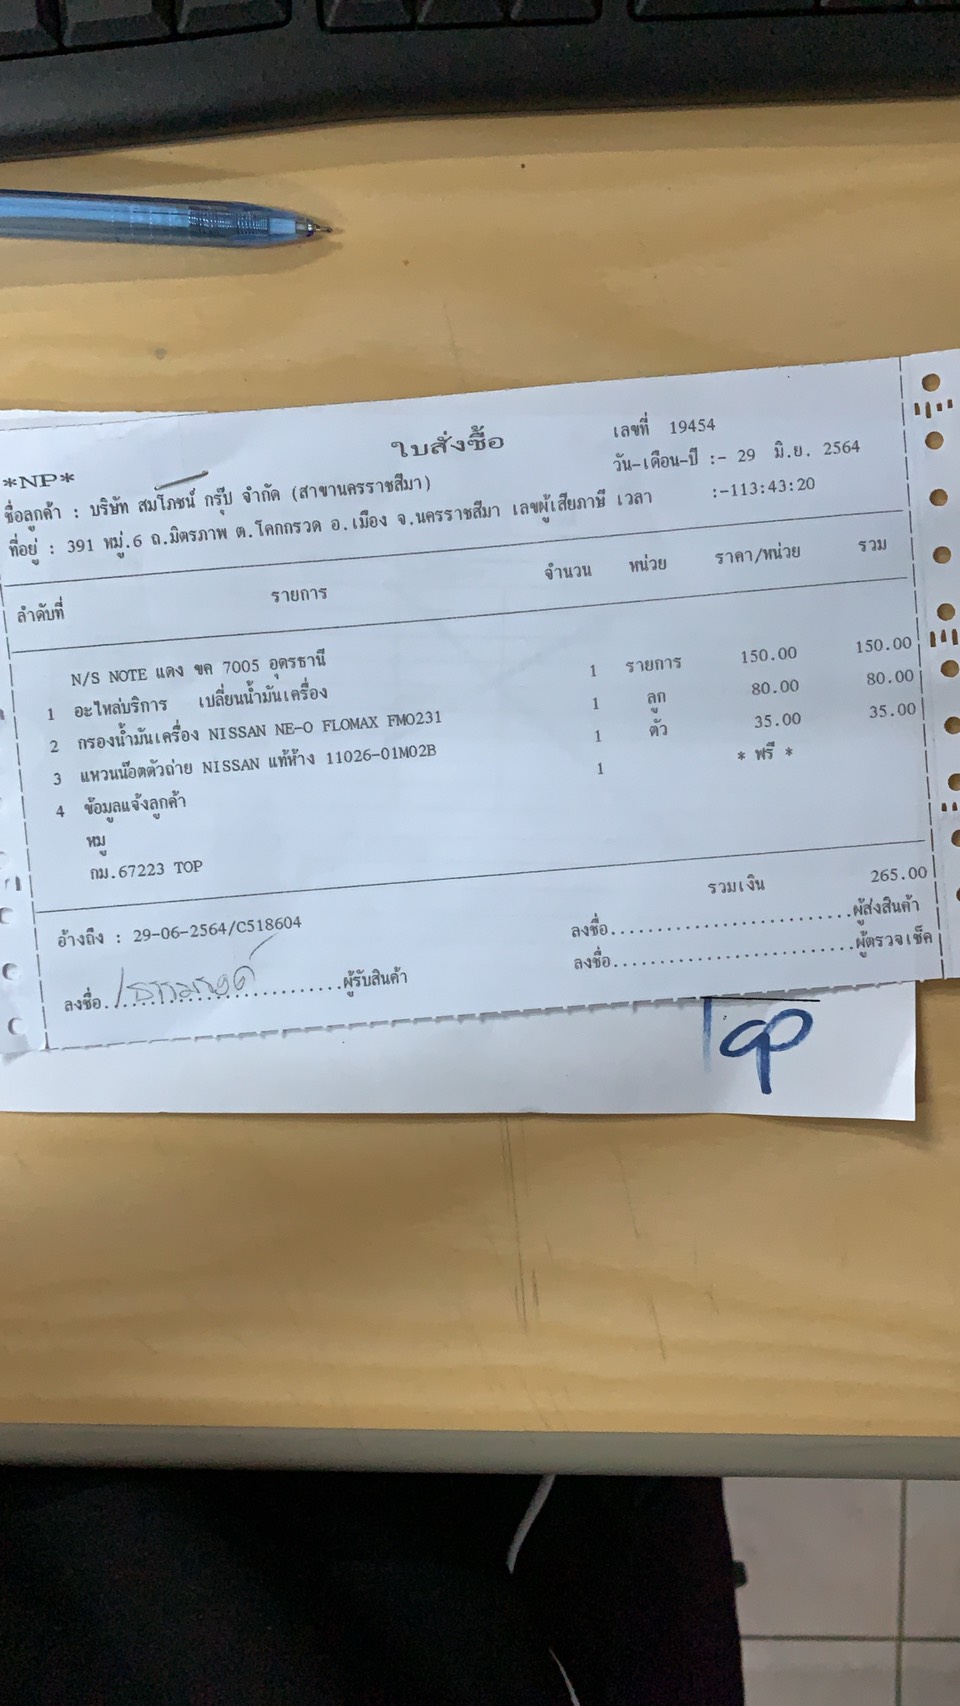 ใบสั่งซื้อ
เลขที่ 19454
*NP*
วัน-เดือน-ปี :- 29 มิ.ย. 2564
ชื่อลูกค้า : บริษัท สมโภชน์ กรุ๊ป จำกัด (สาขานครราชสีมา)
ที่อยู่ : 391 หมู่.6 ถ.มิตรภาพ ต.โคกกรวด อ.เมือง จ.นครราชสีมา เลขผู้เสียภาษี เวลา :-113:43:20
ลำดับที่ รายการ จำนวน หน่วย ราคา/หน่วย รวม
N/S NOTE แดง ขค 7005 อุดรธานี
1 อะไหล่บริการ เปลี่ยนน้ำมันเครื่อง 1 รายการ 150.00 150.00
2 กรองน้ำมันเครื่อง NISSAN NE-O FLOMAX FMO231 1 ลูก 80.00 80.00
3 แหวนน๊อตตัวถ่าย NISSAN แท้ห้าง 11026-01M02B 1 ตัว 35.00 35.00
4 ข้อมูลแจ้งลูกค้า 1 * ฟรี *
หมู
กม.67223 TOP
รวมเงิน 265.00
อ้างถึง : 29-06-2564/C518604
ลงชื่อ..............................ผู้ส่งสินค้า
ลงชื่อ..............................ผู้ตรวจเช็ค
ลงชื่อ..............................ผู้รับสินค้า
Top